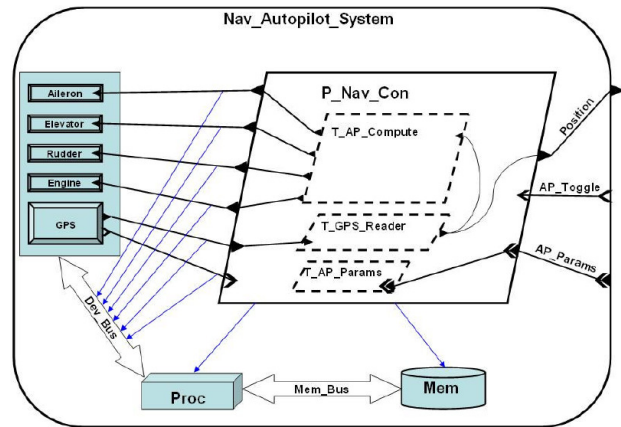 Nav_Autopilot_System
Aileron
Elevator
Rudder
Engine
GPS
P_Nav_Con
T_AP_Compute
T_GPS_Reader
T_AP_Params
Position
AP_Toggle
AP_Params
Dev_Bus
Proc
Mem_Bus
Mem